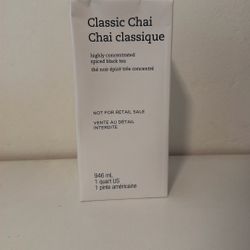 Classic Chai
Chai classique
highly concentrated
spiced black tea
thé noir épicé très concentré
NOT FOR RETAIL SALE
VENTE AU DÉTAIL
INTERDITE
946 mL
1 quart US
1 pinte américaine